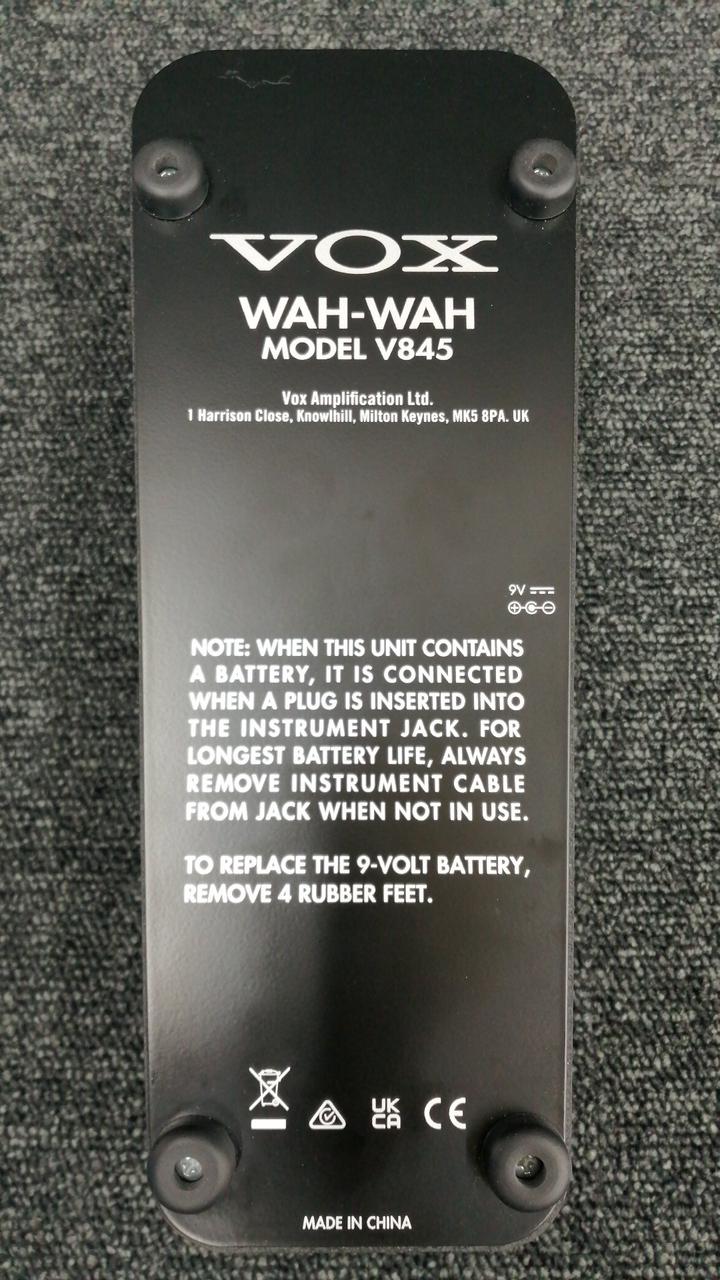 VOX
WAH-WAH
MODEL V845
Vox Amplification Ltd.
1 Harrison Close, Knowlhill, Milton Keynes, MK5 8PA. UK
9V
NOTE: WHEN THIS UNIT CONTAINS
A BATTERY, IT IS CONNECTED
WHEN A PLUG IS INSERTED INTO
THE INSTRUMENT JACK. FOR
LONGEST BATTERY LIFE, ALWAYS
REMOVE INSTRUMENT CABLE
FROM JACK WHEN NOT IN USE.
TO REPLACE THE 9-VOLT BATTERY,
REMOVE 4 RUBBER FEET.
UK
CA
CE
MADE IN CHINA